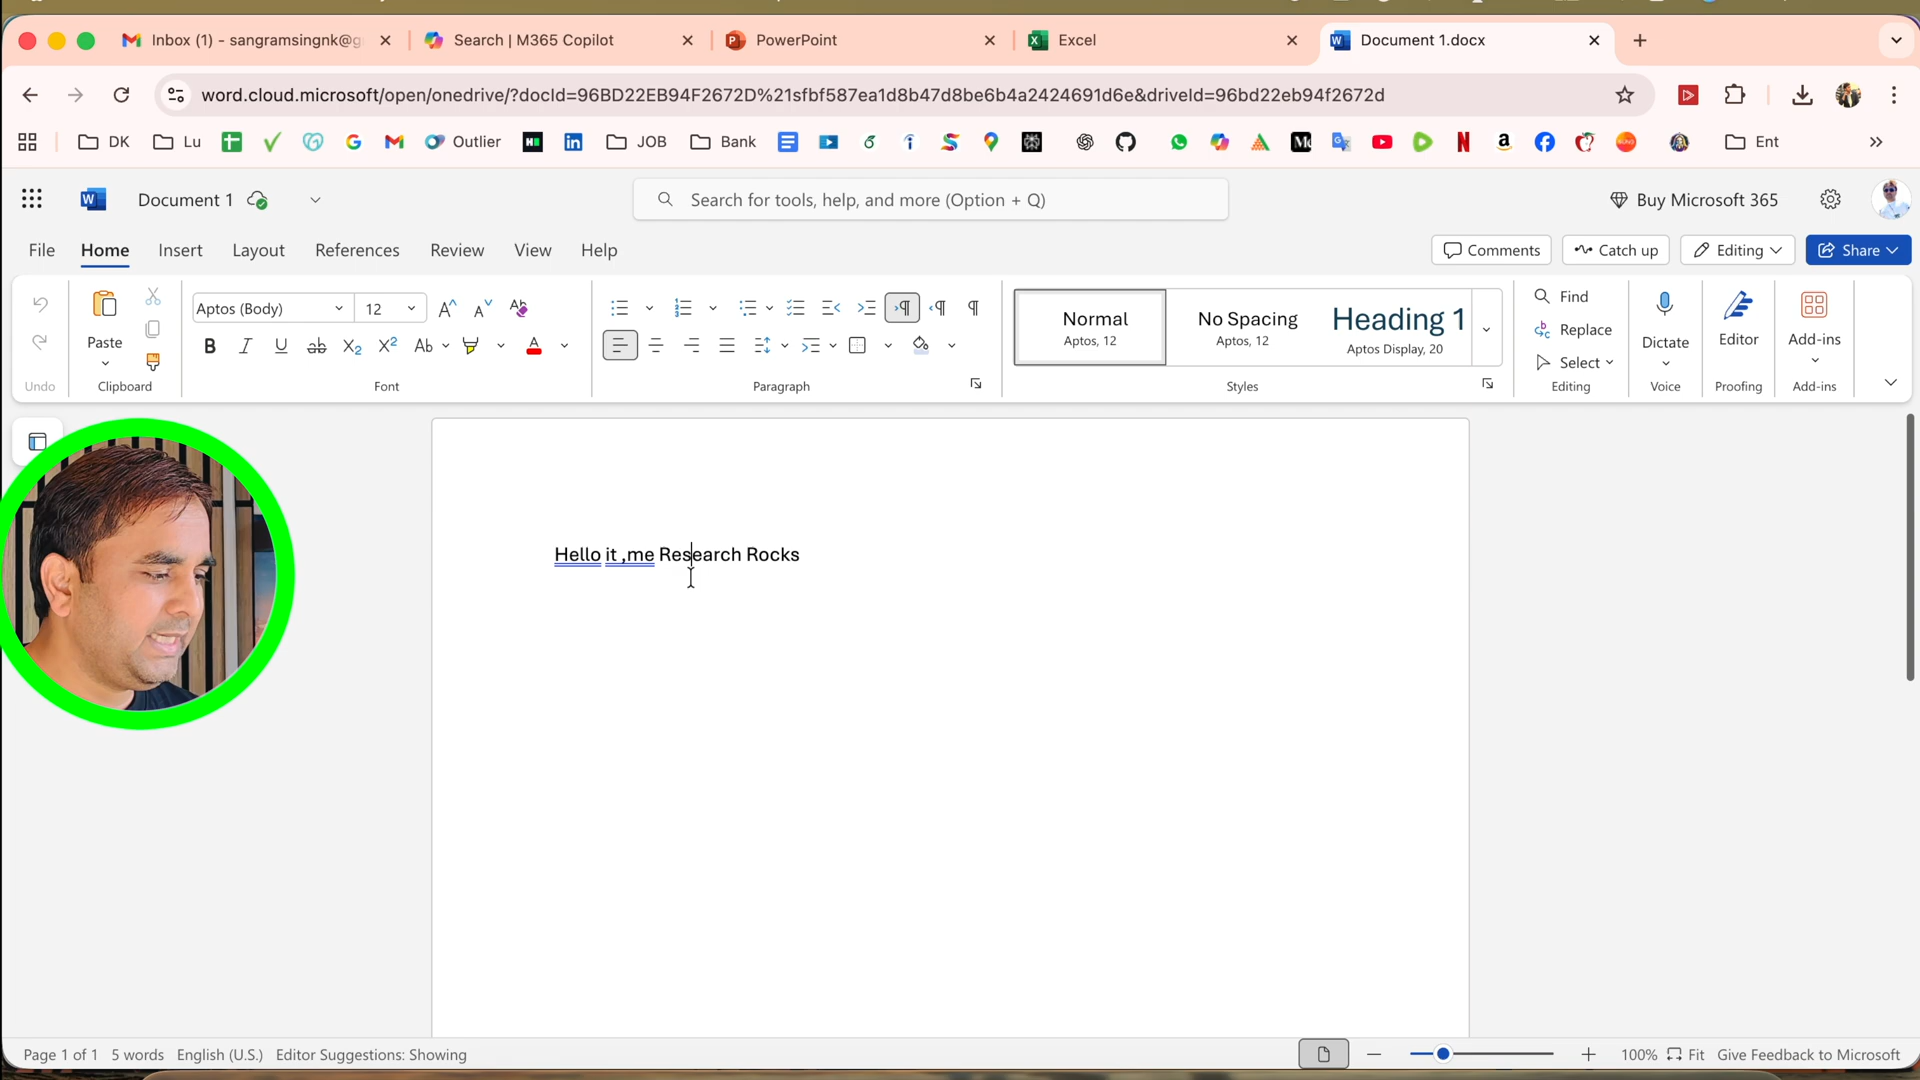 Inbox (1) - sangramsingnk@g
Search | M365 Copilot
PowerPoint
Excel
Document 1.docx
word.cloud.microsoft/open/onedrive/?docId=96BD22EB94F2672D%21sfbf587ea1d8b47d8be6b4a2424691d6e&driveId=96bd22eb94f2672d
DK
Lu
Outlier
JOB
Bank
Ent
Document 1
Search for tools, help, and more (Option + Q)
Buy Microsoft 365
File Home Insert Layout References Review View Help
Comments
Catch up
Editing
Share
Paste
Undo
Clipboard
Aptos (Body)
12
Font
Paragraph
Normal
Aptos, 12
No Spacing
Aptos, 12
Heading 1
Aptos Display, 20
Styles
Find
Replace
Select
Editing
Dictate
Voice
Editor
Proofing
Add-ins
Add-ins
Hello it ,me Research Rocks
Page 1 of 1 5 words English (U.S.) Editor Suggestions: Showing
100% Fit Give Feedback to Microsoft